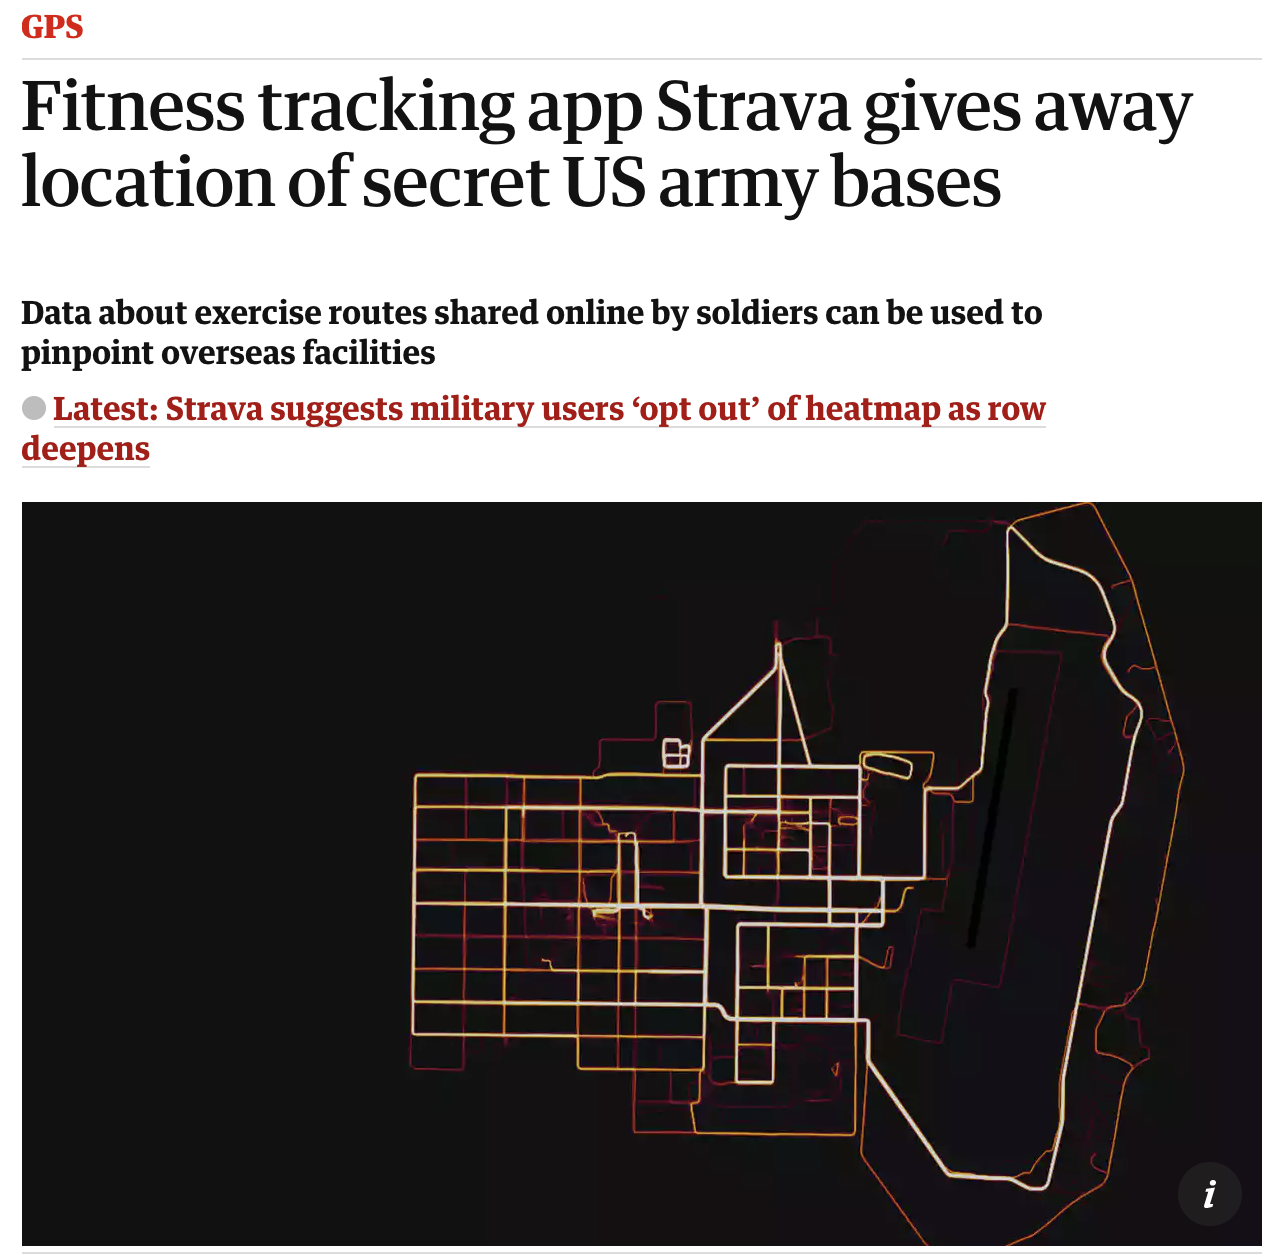 GPS
Fitness tracking app Strava gives away
location of secret US army bases
Data about exercise routes shared online by soldiers can be used to
pinpoint overseas facilities
Latest: Strava suggests military users ‘opt out’ of heatmap as row
deepens
i